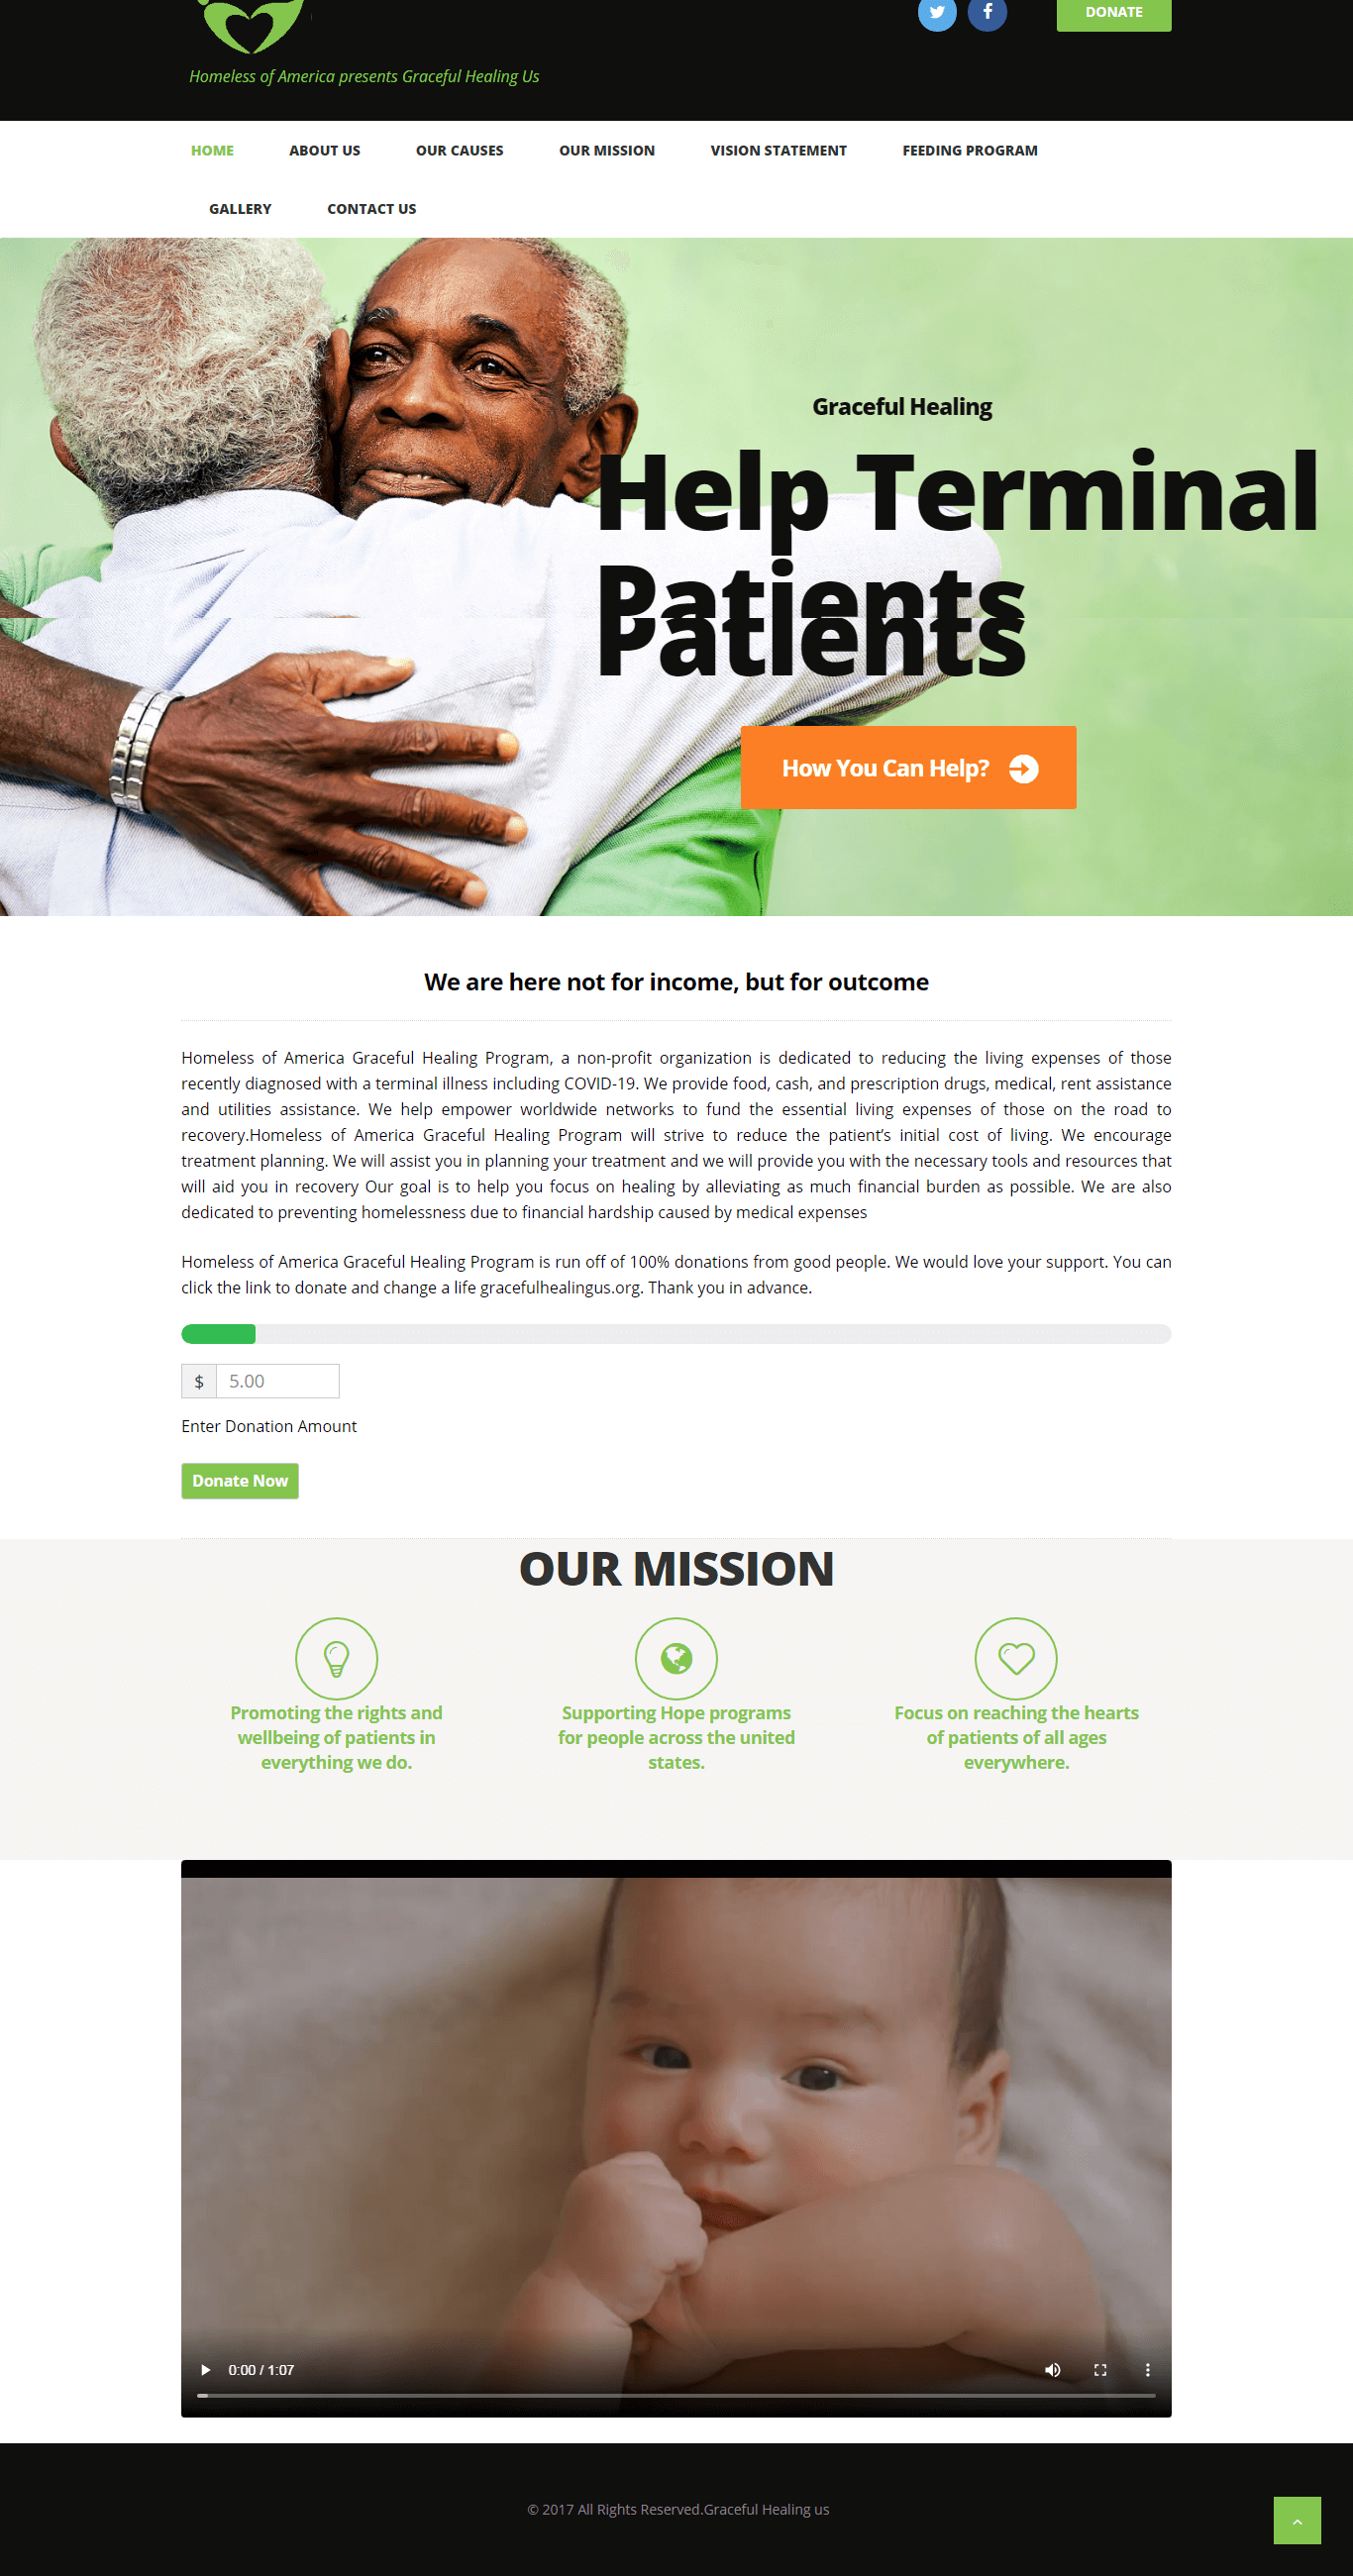 DONATE
Homeless of America presents Graceful Healing Us
HOME ABOUT US OUR CAUSES OUR MISSION VISION STATEMENT FEEDING PROGRAM
GALLERY CONTACT US
Graceful Healing
Help Terminal
Patients
Patients
How You Can Help?
We are here not for income, but for outcome
Homeless of America Graceful Healing Program, a non-profit organization is dedicated to reducing the living expenses of those
recently diagnosed with a terminal illness including COVID-19. We provide food, cash, and prescription drugs, medical, rent assistance
and utilities assistance. We help empower worldwide networks to fund the essential living expenses of those on the road to
recovery.Homeless of America Graceful Healing Program will strive to reduce the patient’s initial cost of living. We encourage
treatment planning. We will assist you in planning your treatment and we will provide you with the necessary tools and resources that
will aid you in recovery Our goal is to help you focus on healing by alleviating as much financial burden as possible. We are also
dedicated to preventing homelessness due to financial hardship caused by medical expenses
Homeless of America Graceful Healing Program is run off of 100% donations from good people. We would love your support. You can
click the link to donate and change a life gracefulhealingus.org. Thank you in advance.
$ 5.00
Enter Donation Amount
Donate Now
OUR MISSION
Promoting the rights and
wellbeing of patients in
everything we do.
Supporting Hope programs
for people across the united
states.
Focus on reaching the hearts
of patients of all ages
everywhere.
0:00 / 1:07
© 2017 All Rights Reserved.Graceful Healing us